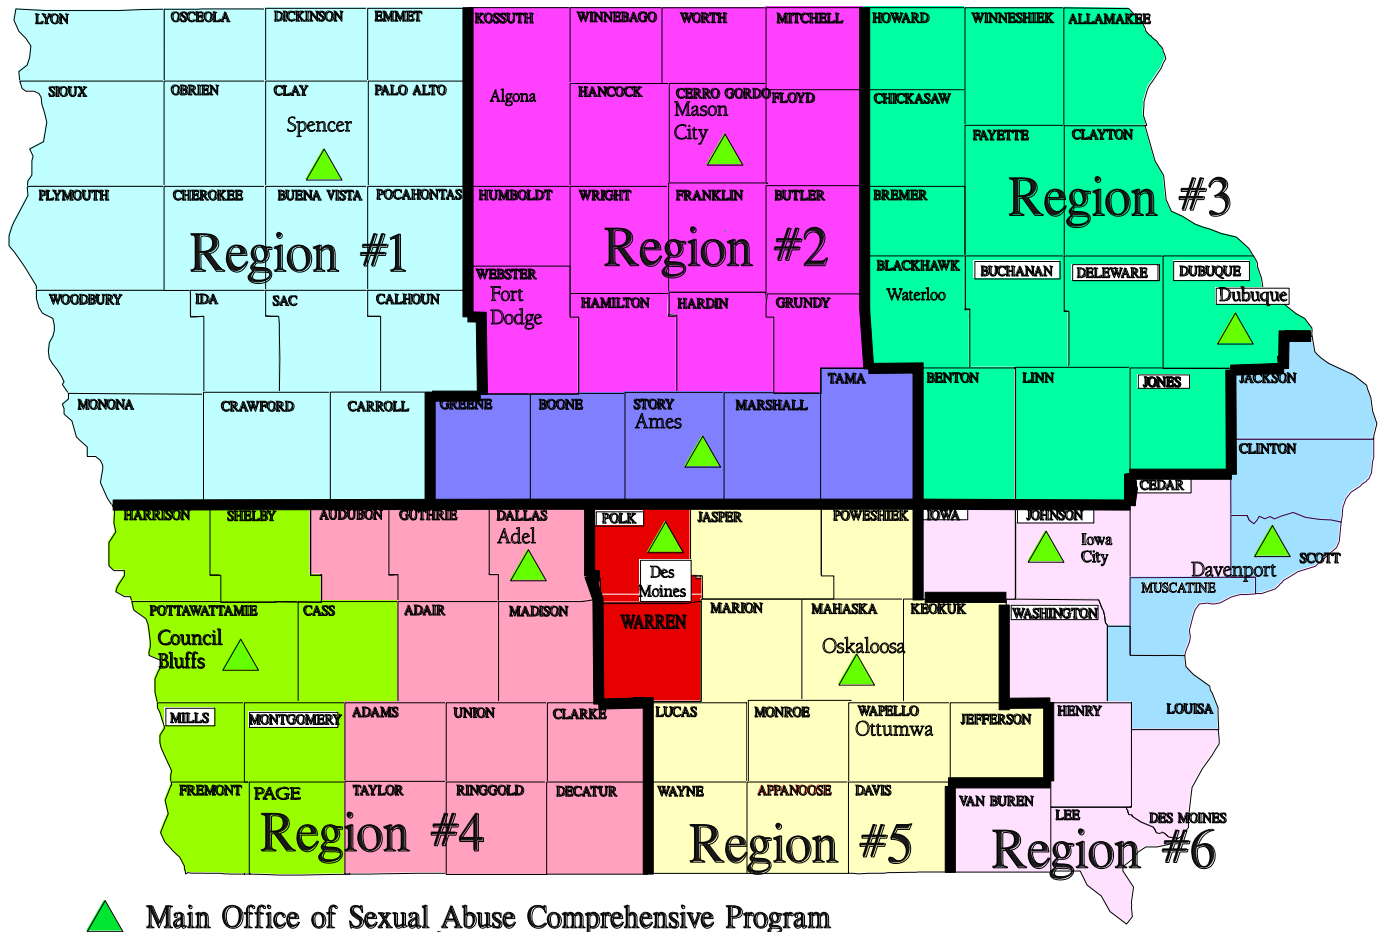 LYON
OSCEOLA
DICKINSON
EMMET
KOSSUTH
WINNEBAGO
WORTH
MITCHELL
HOWARD
WINNESHIEK
ALLAMAKEE
SIOUX
OBRIEN
CLAY
PALO ALTO
Algona
HANCOCK
CERRO GORDO
FLOYD
CHICKASAW
Spencer
Mason
City
FAYETTE
CLAYTON
PLYMOUTH
CHEROKEE
BUENA VISTA
POCAHONTAS
HUMBOLDT
WRIGHT
FRANKLIN
BUTLER
BREMER
Region #3
Region #1
Region #2
WEBSTER
BLACKHAWK
BUCHANAN
DELEWARE
DUBUQUE
WOODBURY
IDA
SAC
CALHOUN
Fort
Dodge
HAMILTON
HARDIN
GRUNDY
Waterloo
Dubuque
MONONA
CRAWFORD
CARROLL
GREENE
BOONE
STORY
Ames
MARSHALL
TAMA
BENTON
LINN
JONES
JACKSON
CLINTON
CEDAR
HARRISON
SHELBY
AUDUBON
GUTHRIE
DALLAS
Adel
POLK
JASPER
POWESHIEK
IOWA
JOHNSON
Iowa
City
SCOTT
Davenport
Des
Moines
MUSCATINE
POTTAWATTAMIE
CASS
ADAIR
MADISON
WARREN
MARION
MAHASKA
KEOKUK
WASHINGTON
Council
Bluffs
Oskaloosa
MILLS
MONTGOMERY
ADAMS
UNION
CLARKE
LUCAS
MONROE
WAPELLO
Ottumwa
JEFFERSON
HENRY
LOUISA
FREMONT
PAGE
TAYLOR
RINGGOLD
DECATUR
WAYNE
APPANOOSE
DAVIS
VAN BUREN
LEE
DES MOINES
Region #4
Region #5
Region #6
Main Office of Sexual Abuse Comprehensive Program